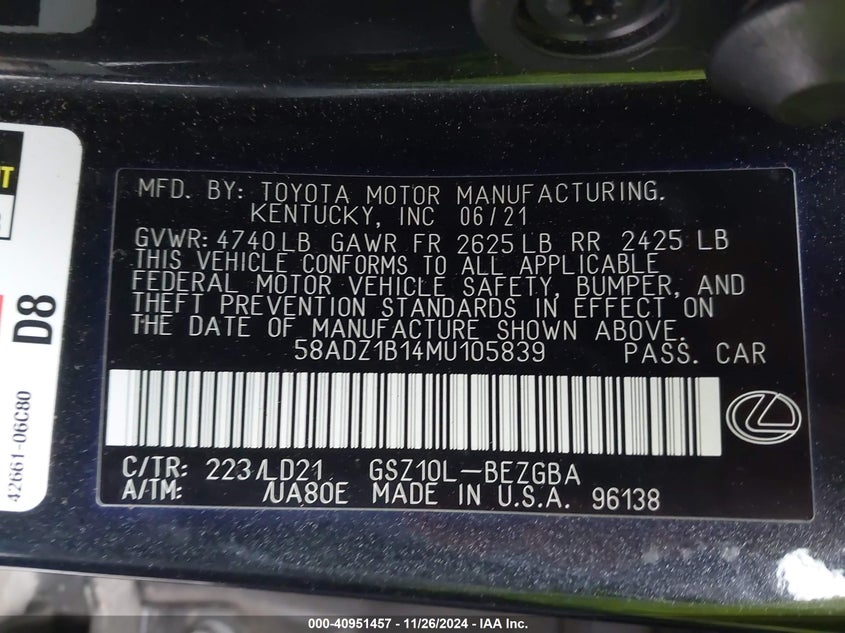 MFD. BY: TOYOTA MOTOR MANUFACTURING.
KENTUCKY, INC 06/21
GVWR: 4740LB GAWR FR 2625LB RR 2425 LB
THIS VEHICLE CONFORMS TO ALL APPLICABLE
FEDERAL MOTOR VEHICLE SAFETY, BUMPER, AND
THEFT PREVENTION STANDARDS IN EFFECT ON
THE DATE OF MANUFACTURE SHOWN ABOVE.
58ADZ1B14MU105839 PASS. CAR
C/TR: 223/LD21 GSZ10L-BEZGBA
A/TM: /UA80E MADE IN U.S.A. 96138
D8
42661-06C80
000-40951457 - 11/26/2024 - IAA Inc.